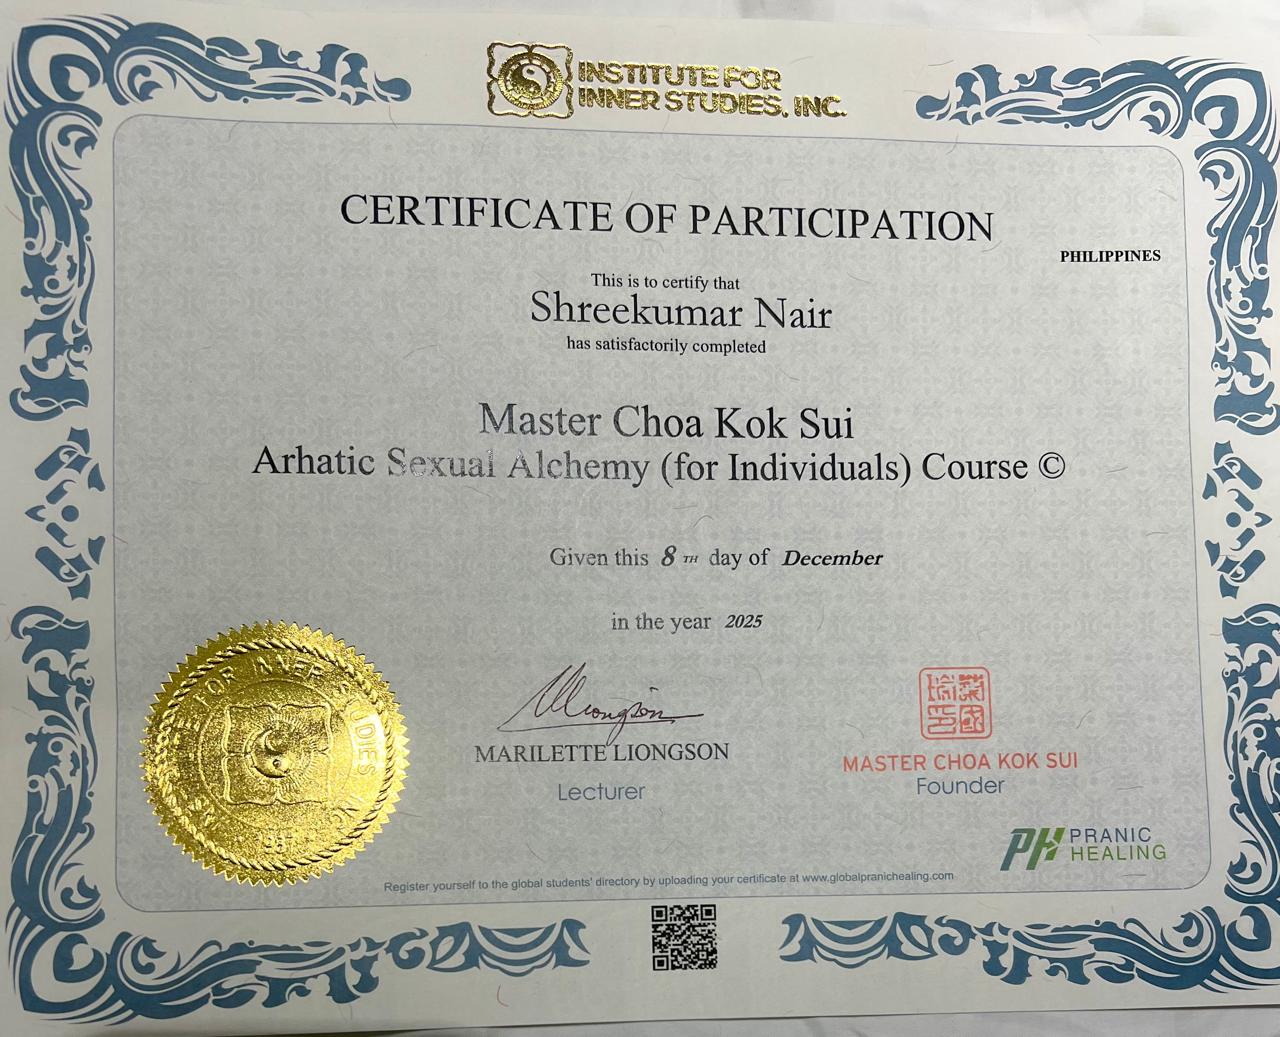 INSTITUTE FOR
INNER STUDIES, INC.
CERTIFICATE OF PARTICIPATION
PHILIPPINES
This is to certify that
Shreekumar Nair
has satisfactorily completed
Master Choa Kok Sui
Arhatic Sexual Alchemy (for Individuals) Course ©
Given this 8 TH day of December
in the year 2025
MARILETTE LIONGSON
Lecturer
MASTER CHOA KOK SUI
Founder
PH PRANIC
HEALING
Register yourself to the global students' directory by uploading your certificate at www.globalpranichealing.com